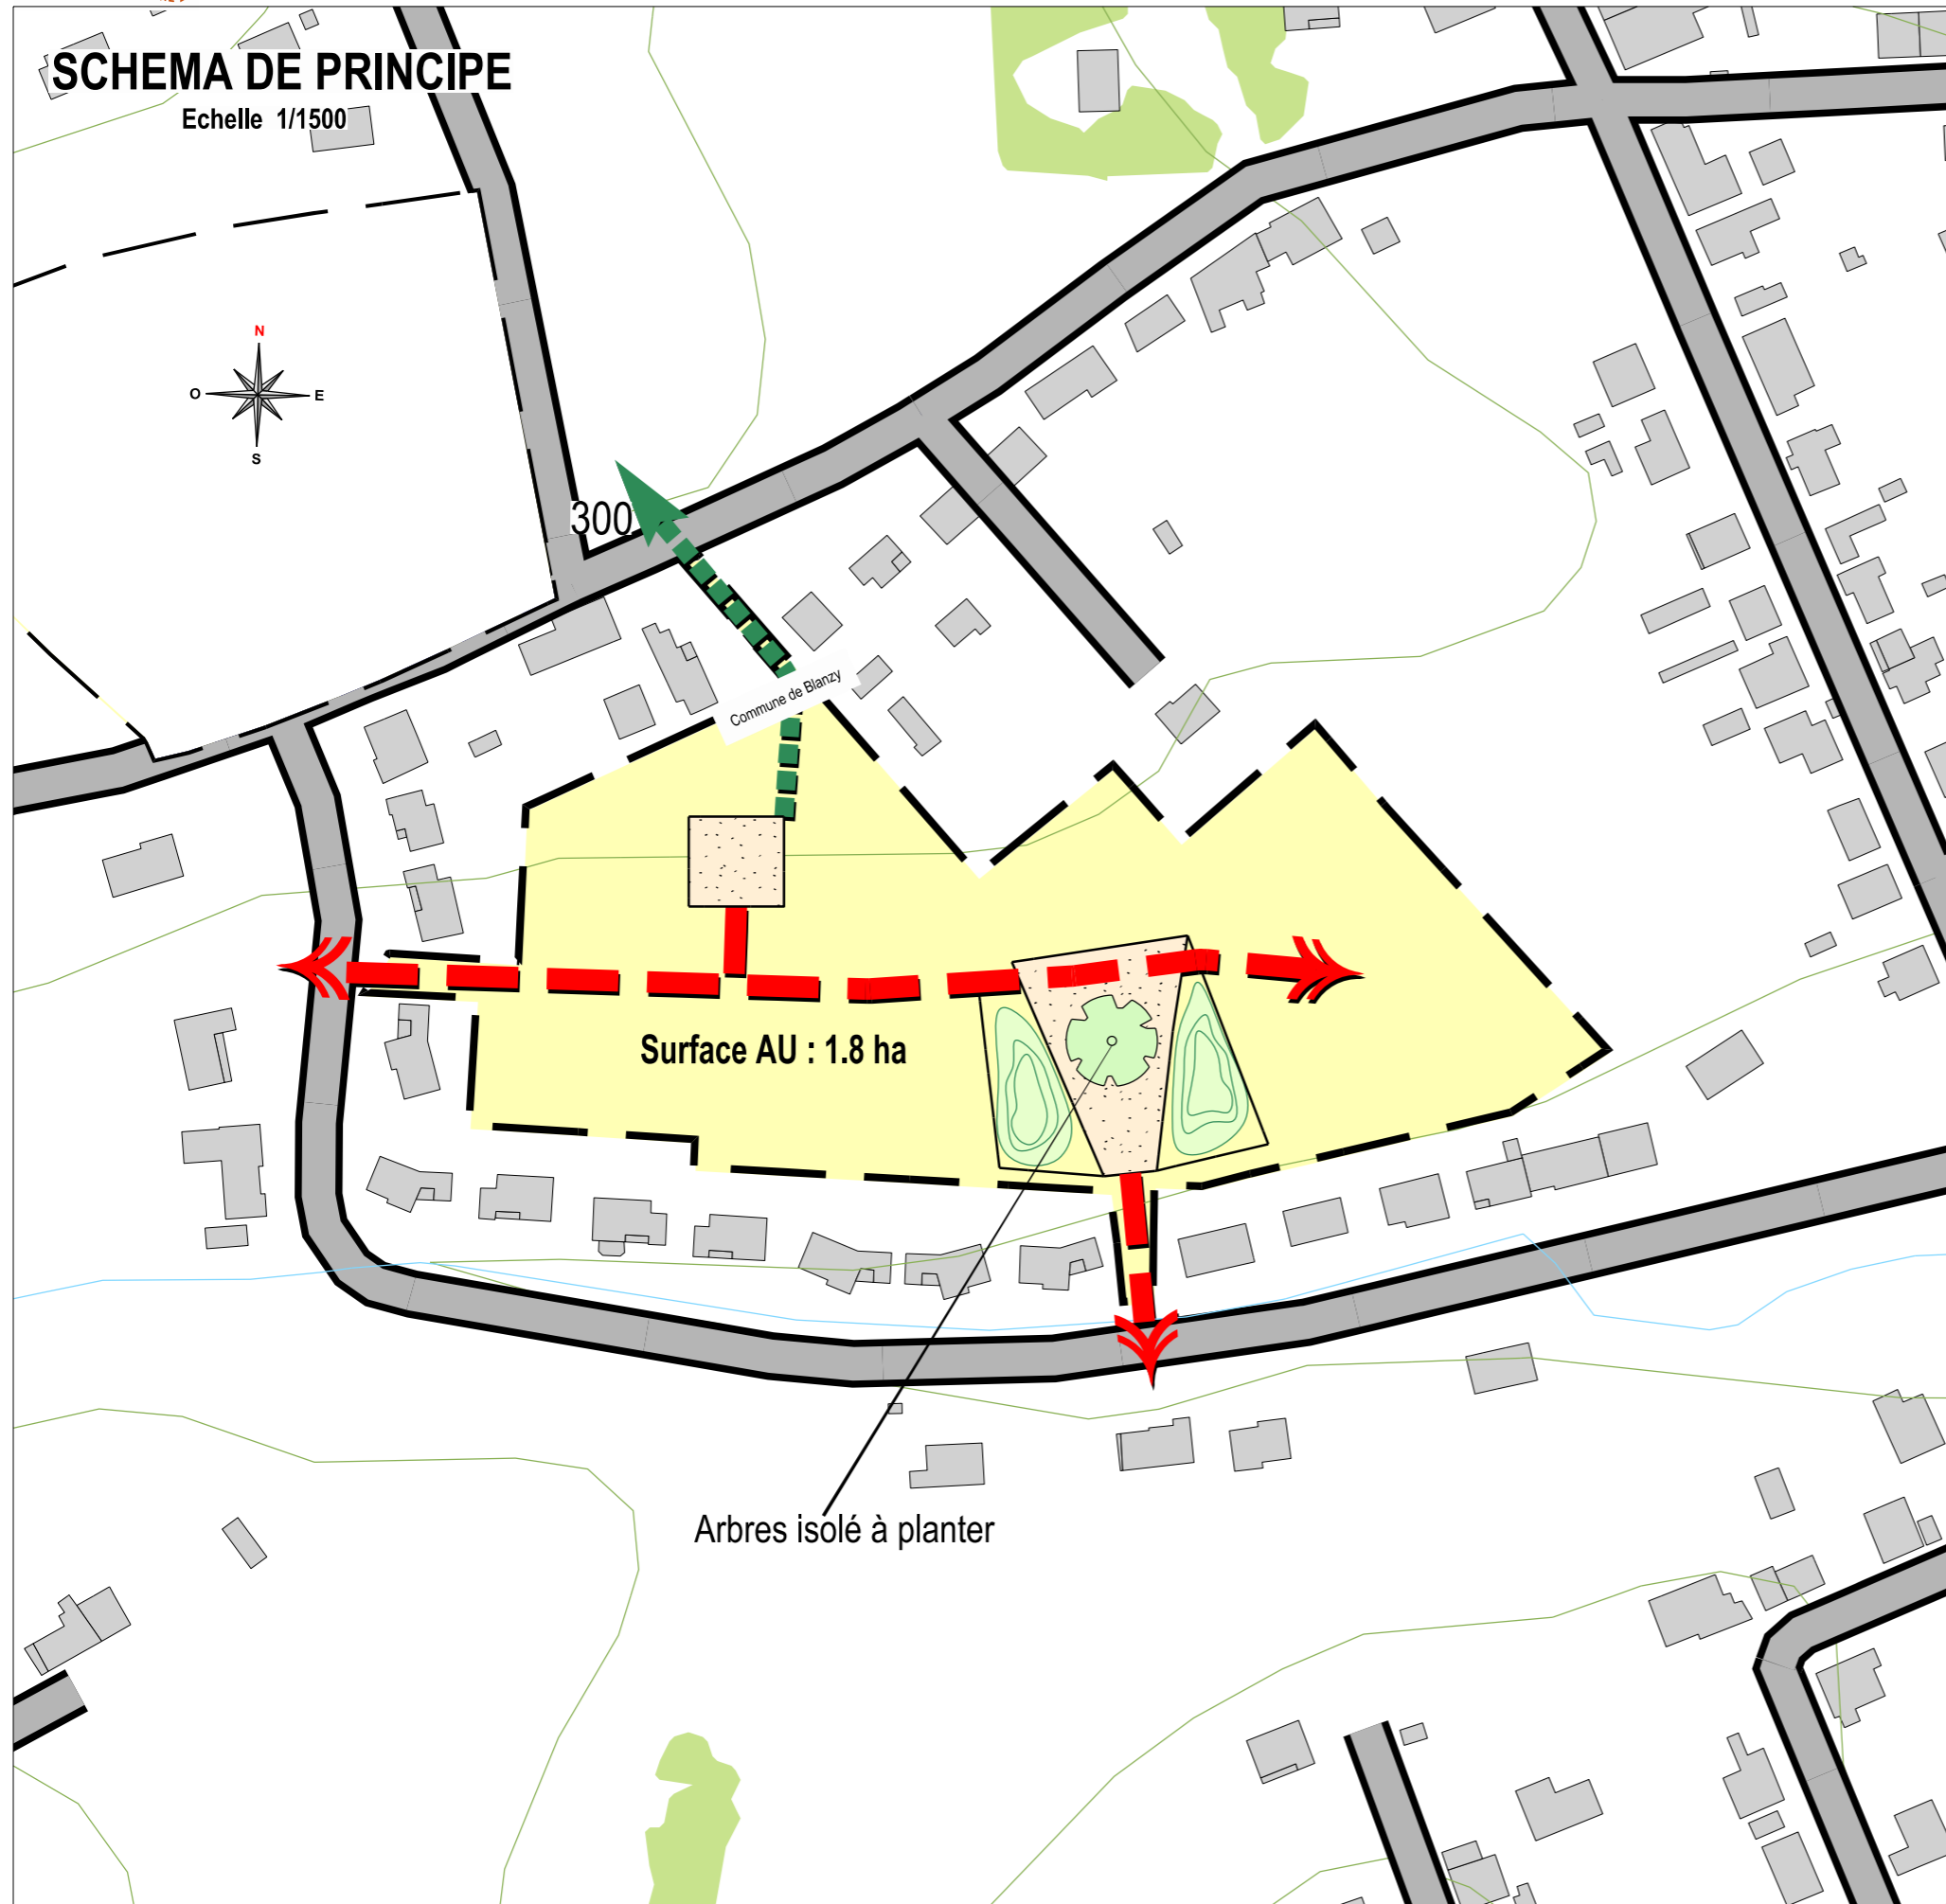 SCHEMA DE PRINCIPE
Echelle 1/1500
N
O
E
S
300
Commune de Blanzy
Surface AU : 1.8 ha
Arbres isolé à planter